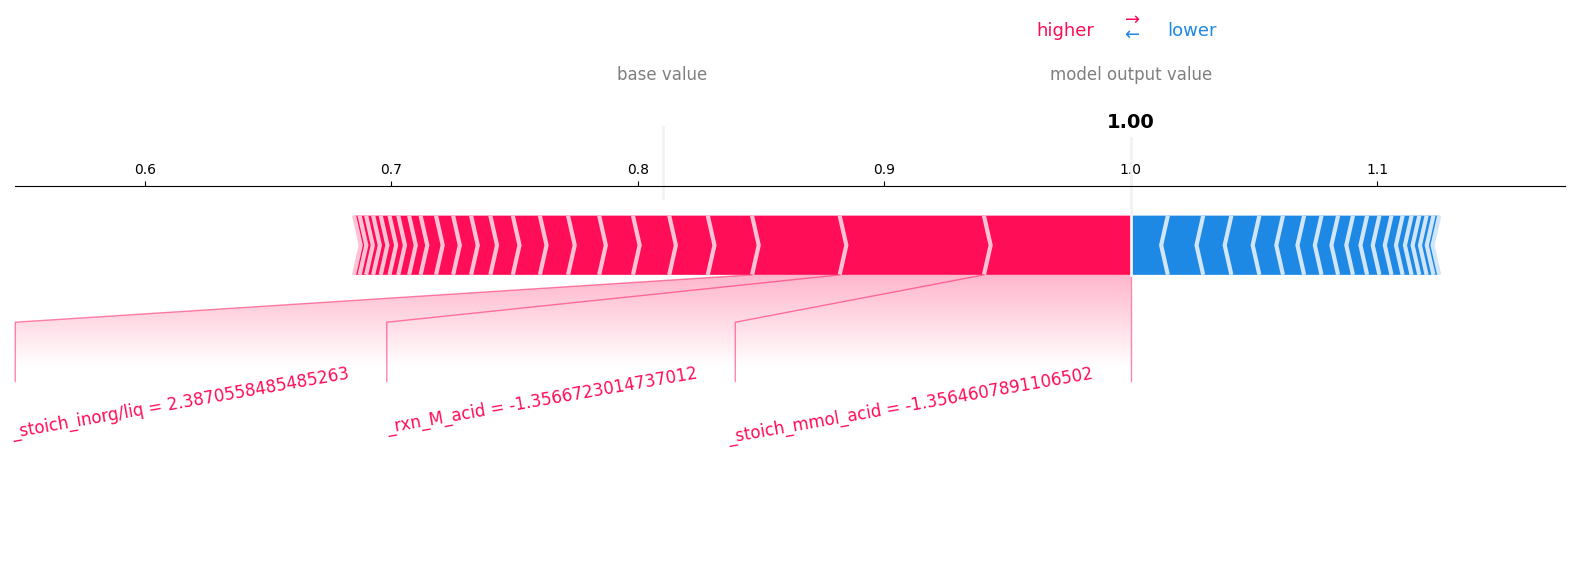 higher → ← lower
base value
model output value
1.00
0.6 0.7 0.8 0.9 1.0 1.1
_stoich_inorg/liq = 2.3870558485485263
_rxn_M_acid = -1.3566723014737012
_stoich_mmol_acid = -1.3564607891106502